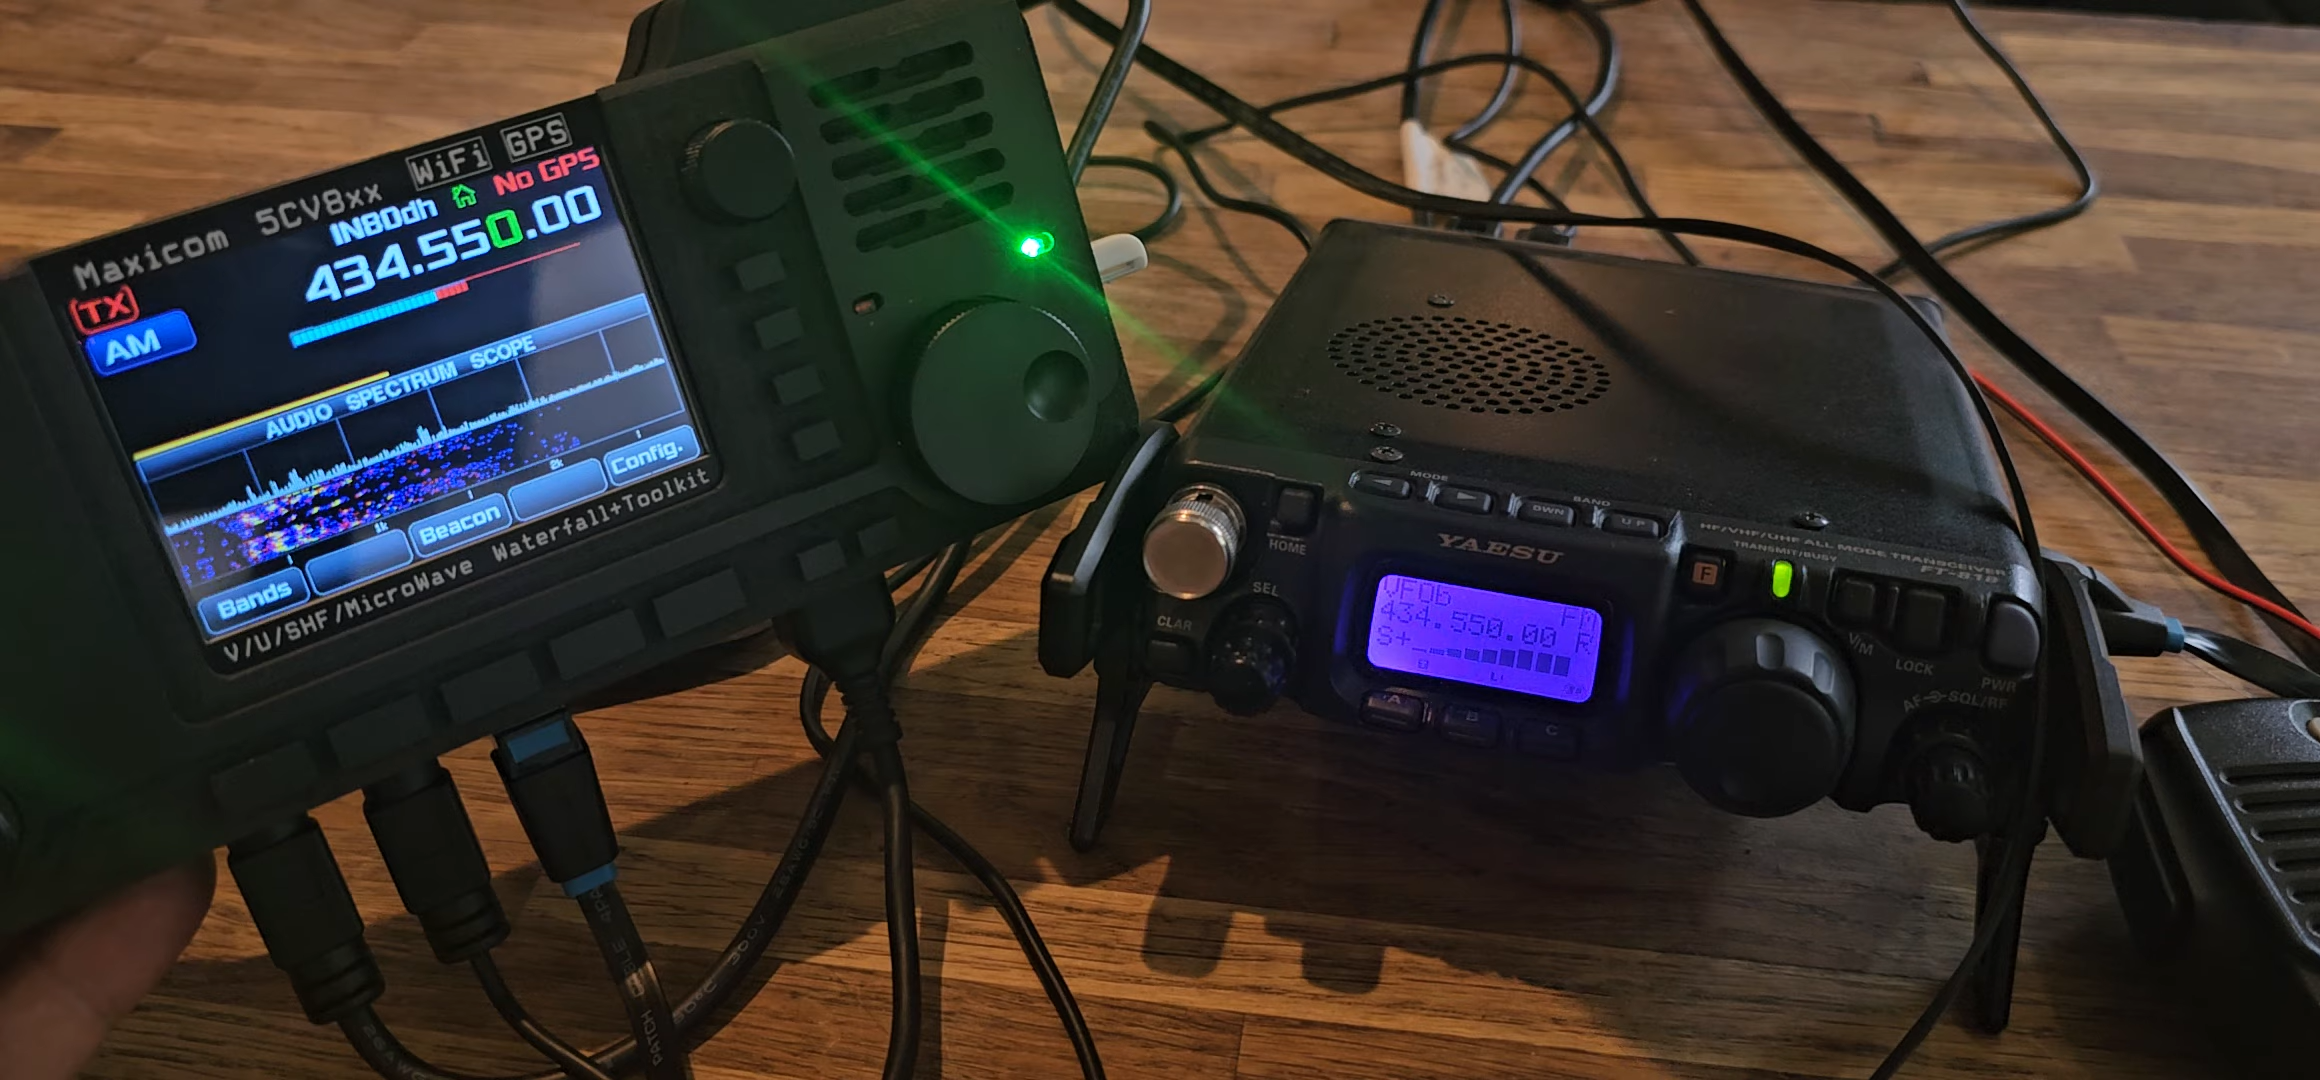 Maxicom 5CV8xx WiFi GPS
IN80dh No GPS
434.550.00
TX
AM
AUDIO SPECTRUM SCOPE
1k 2k
Bands Beacon Config.
V/U/SHF/MicroWave Waterfall+Toolkit
MODE
BAND
DWN UP
YAESU
HF/VHF/UHF ALL MODE TRANSCEIVER
FT-818
TRANSMIT/BUSY
F
HOME
SEL
CLAR
VFOb
434.550.00 R
S+
A B C
V/M
LOCK
PWR
AF SQL/RF
300V
PATCH